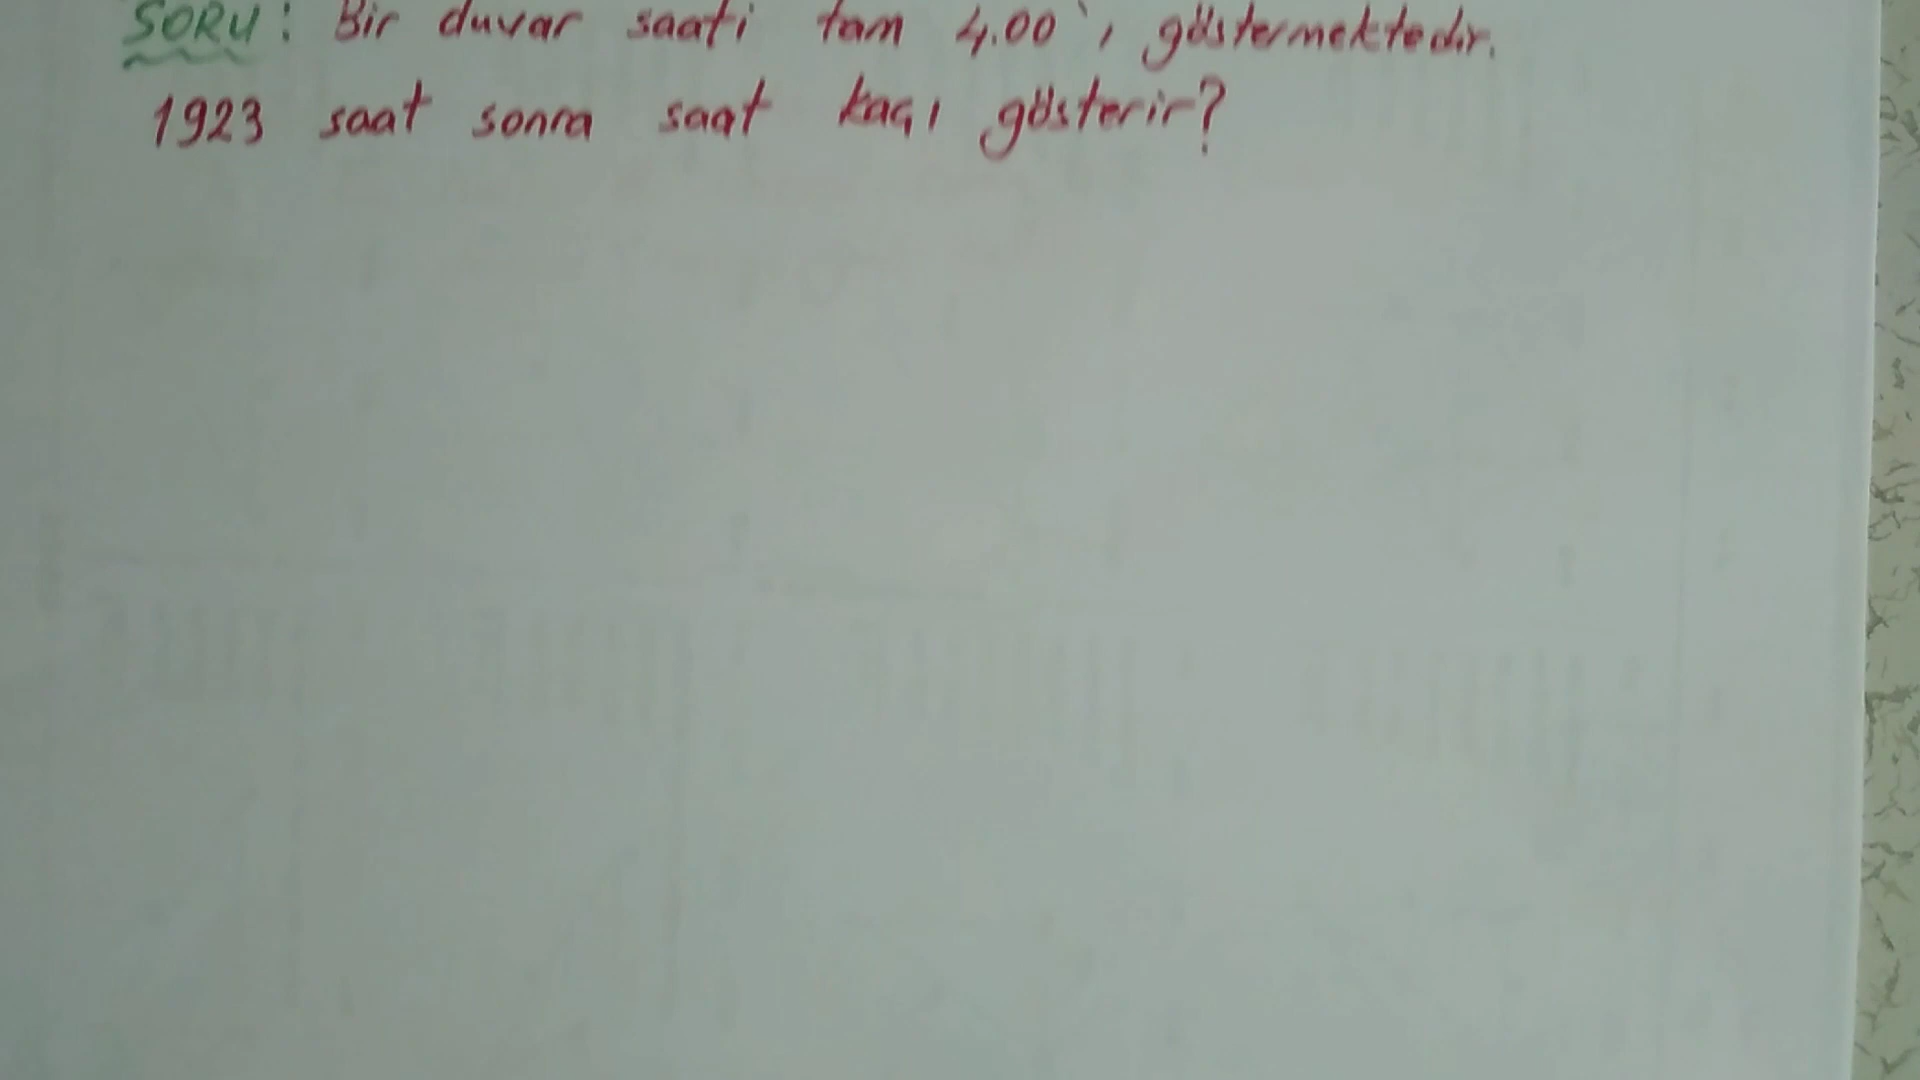 SORU: Bir duvar saati tam 4.00'ı göstermektedir.
1923 saat sonra saat kaçı gösterir?